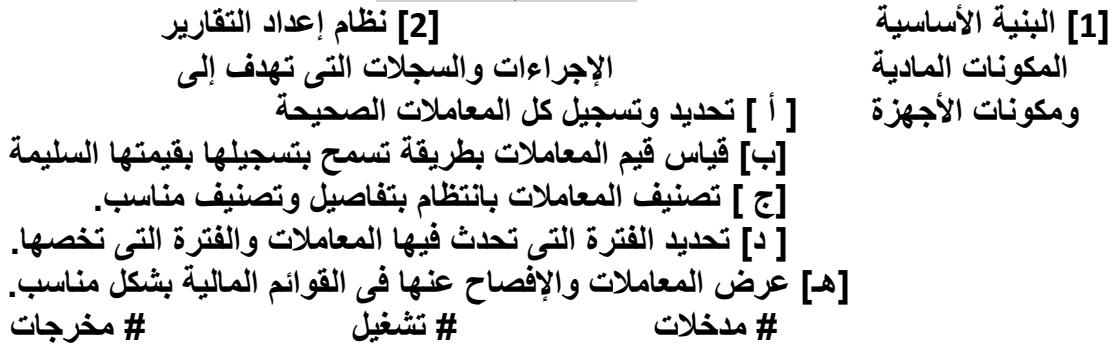 [1] البنية الأساسية [2] نظام إعداد التقارير
المكونات المادية الإجراءات والسجلات التى تهدف إلى
ومكونات الأجهزة [ أ ] تحديد وتسجيل كل المعاملات الصحيحة
[ب] قياس قيم المعاملات بطريقة تسمح بتسجيلها بقيمتها السليمة
[ج ] تصنيف المعاملات بانتظام بتفاصيل وتصنيف مناسب.
[ د] تحديد الفترة التى تحدث فيها المعاملات والفترة التى تخصها.
[هـ] عرض المعاملات والإفصاح عنها فى القوائم المالية بشكل مناسب.
# مدخلات # تشغيل # مخرجات